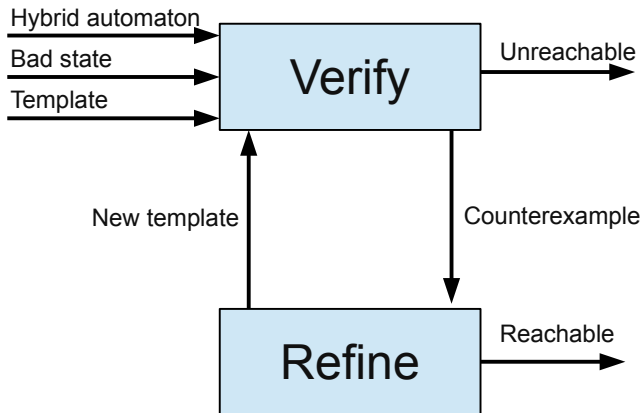 Hybrid automaton
Bad state
Template
Verify
Unreachable
New template
Counterexample
Refine
Reachable